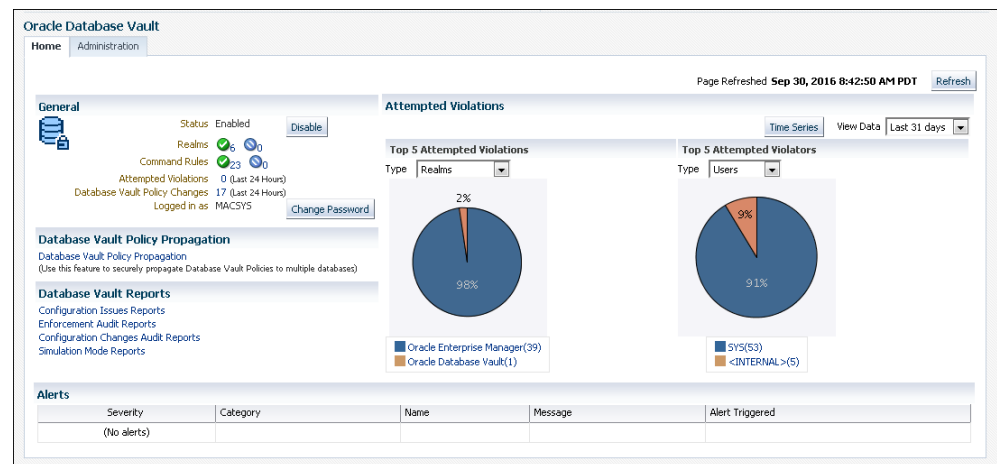 Oracle Database Vault
Home Administration
Page Refreshed Sep 30, 2016 8:42:50 AM PDT Refresh
General
Status Enabled Disable
Realms 6 0
Command Rules 23 0
Attempted Violations 0 (Last 24 Hours)
Database Vault Policy Changes 17 (Last 24 Hours)
Logged in as MACSYS Change Password
Database Vault Policy Propagation
Database Vault Policy Propagation
(Use this feature to securely propagate Database Vault Policies to multiple databases)
Database Vault Reports
Configuration Issues Reports
Enforcement Audit Reports
Configuration Changes Audit Reports
Simulation Mode Reports
Attempted Violations
Time Series View Data Last 31 days
Top 5 Attempted Violations
Type Realms
2%
98%
Oracle Enterprise Manager(39)
Oracle Database Vault(1)
Top 5 Attempted Violators
Type Users
9%
91%
SYS(53)
<INTERNAL>(5)
Alerts
Severity Category Name Message Alert Triggered
(No alerts)